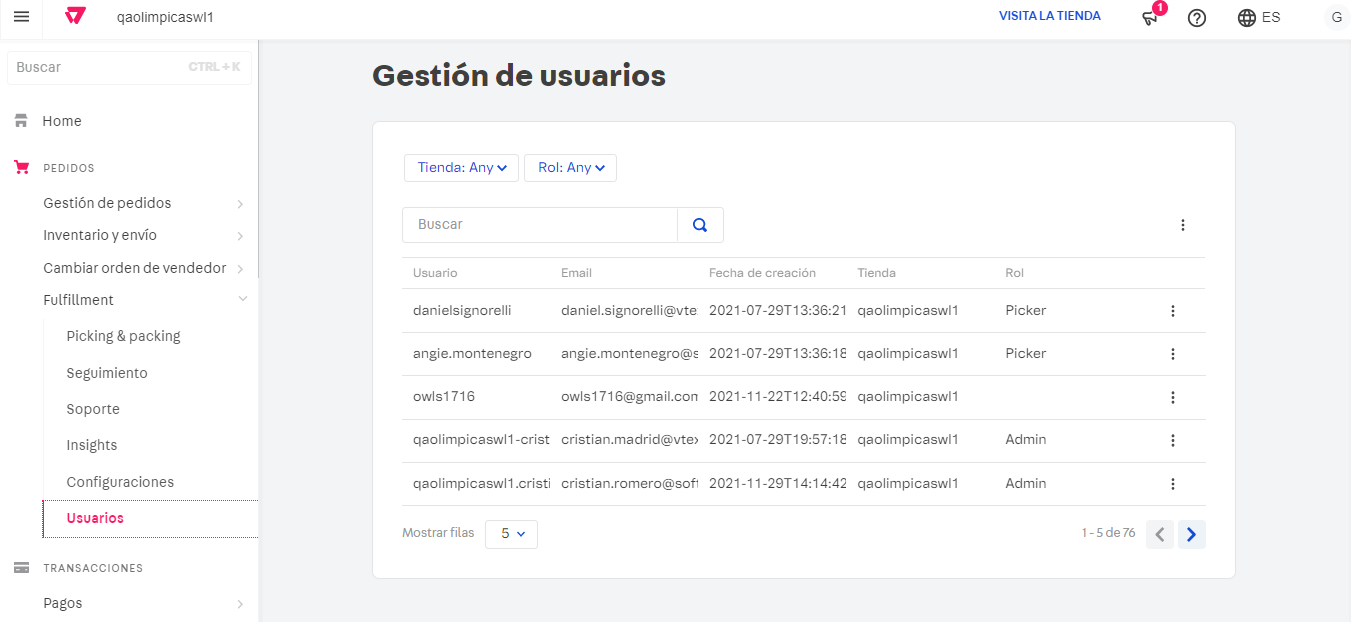 qaolimpicaswl1 VISITA LA TIENDA 1 ES G
Buscar CTRL + K
Home
PEDIDOS
Gestión de pedidos
Inventario y envío
Cambiar orden de vendedor
Fulfillment
Picking & packing
Seguimiento
Soporte
Insights
Configuraciones
Usuarios
TRANSACCIONES
Pagos
Gestión de usuarios
Tienda: Any Rol: Any
Buscar
Usuario Email Fecha de creación Tienda Rol
danielsignorelli daniel.signorelli@vte 2021-07-29T13:36:21 qaolimpicaswl1 Picker
angie.montenegro angie.montenegro@s 2021-07-29T13:36:18 qaolimpicaswl1 Picker
owls1716 owls1716@gmail.com 2021-11-22T12:40:59 qaolimpicaswl1
qaolimpicaswl1-crist cristian.madrid@vtex 2021-07-29T19:57:18 qaolimpicaswl1 Admin
qaolimpicaswl1.cristi cristian.romero@soft 2021-11-29T14:14:42 qaolimpicaswl1 Admin
Mostrar filas 5 1 - 5 de 76